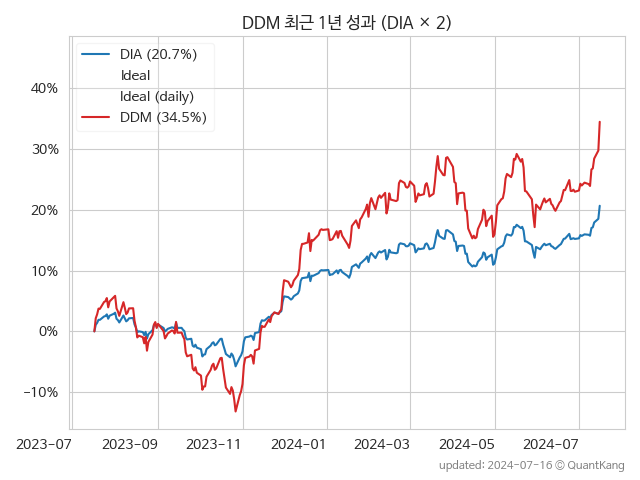 DDM 최근 1년 성과 (DIA × 2)
DIA (20.7%)
Ideal
Ideal (daily)
DDM (34.5%)
40%
30%
20%
10%
0%
−10%
2023−07
2023−09
2023−11
2024−01
2024−03
2024−05
2024−07
updated: 2024-07-16 © QuantKang